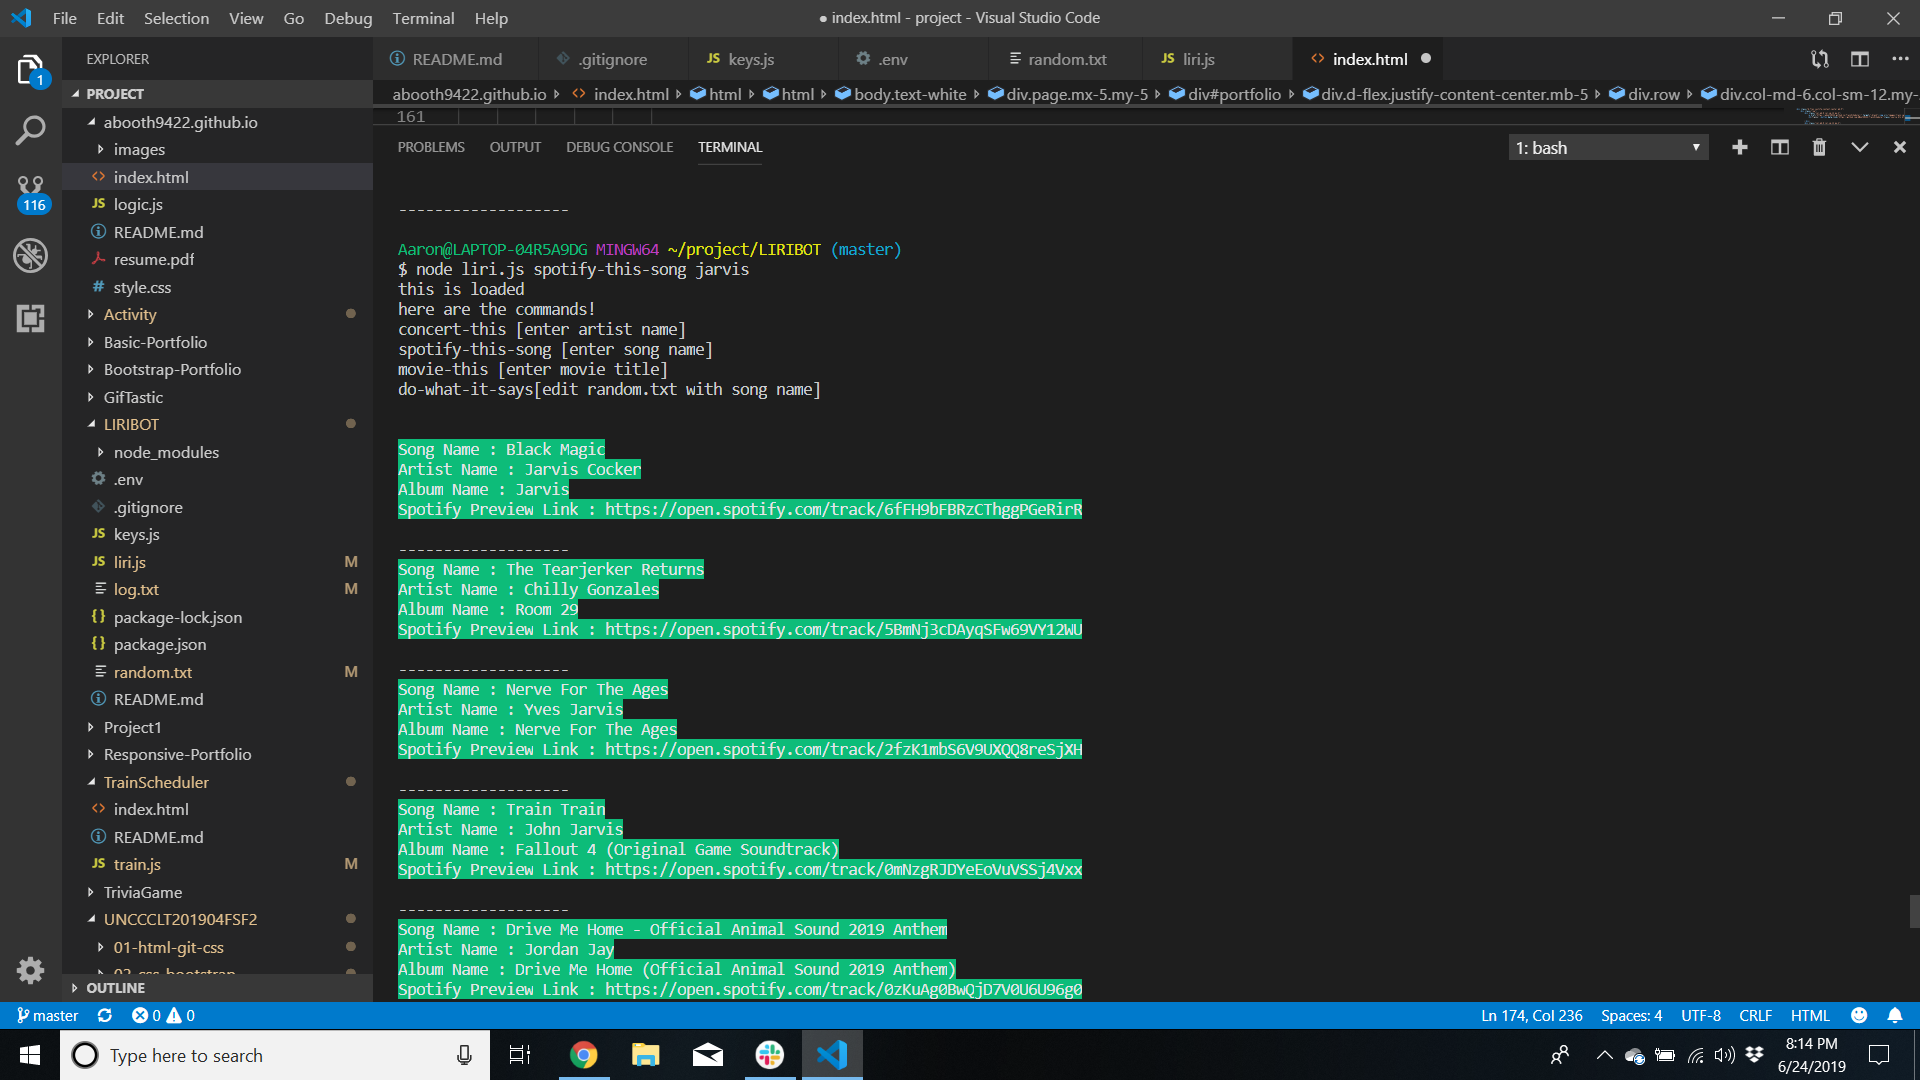 File Edit Selection View Go Debug Terminal Help
● index.html - project - Visual Studio Code
EXPLORER
README.md .gitignore JS keys.js .env random.txt JS liri.js <> index.html
PROJECT
abooth9422.github.io > <> index.html > html > html > body.text-white > div.page.mx-5.my-5 > div#portfolio > div.d-flex.justify-content-center.mb-5 > div.row > div.col-md-6.col-sm-12.my-
161
1
116
abooth9422.github.io
images
<> index.html
JS logic.js
README.md
resume.pdf
# style.css
Activity
Basic-Portfolio
Bootstrap-Portfolio
GifTastic
LIRIBOT
node_modules
.env
.gitignore
JS keys.js
JS liri.js M
log.txt M
{} package-lock.json
{} package.json
random.txt M
README.md
Project1
Responsive-Portfolio
TrainScheduler
<> index.html
README.md
JS train.js M
TriviaGame
UNCCCLT201904FSF2
01-html-git-css
02-css-bootstrap
OUTLINE
PROBLEMS OUTPUT DEBUG CONSOLE TERMINAL
1: bash
-------------------
Aaron@LAPTOP-04R5A9DG MINGW64 ~/project/LIRIBOT (master)
$ node liri.js spotify-this-song jarvis
this is loaded
here are the commands!
concert-this [enter artist name]
spotify-this-song [enter song name]
movie-this [enter movie title]
do-what-it-says[edit random.txt with song name]
Song Name : Black Magic
Artist Name : Jarvis Cocker
Album Name : Jarvis
Spotify Preview Link : https://open.spotify.com/track/6fFH9bFBRzCThggPGeRirR
-------------------
Song Name : The Tearjerker Returns
Artist Name : Chilly Gonzales
Album Name : Room 29
Spotify Preview Link : https://open.spotify.com/track/5BmNj3cDAyqSFw69VY12WU
-------------------
Song Name : Nerve For The Ages
Artist Name : Yves Jarvis
Album Name : Nerve For The Ages
Spotify Preview Link : https://open.spotify.com/track/2fzK1mbS6V9UXQQ8reSjXH
-------------------
Song Name : Train Train
Artist Name : John Jarvis
Album Name : Fallout 4 (Original Game Soundtrack)
Spotify Preview Link : https://open.spotify.com/track/0mNzgRJDYeEoVuVSSj4Vxx
-------------------
Song Name : Drive Me Home - Official Animal Sound 2019 Anthem
Artist Name : Jordan Jay
Album Name : Drive Me Home (Official Animal Sound 2019 Anthem)
Spotify Preview Link : https://open.spotify.com/track/0zKuAg0BwQjD7V0U6U96g0
master 0 0
Ln 174, Col 236 Spaces: 4 UTF-8 CRLF HTML
Type here to search
8:14 PM
6/24/2019